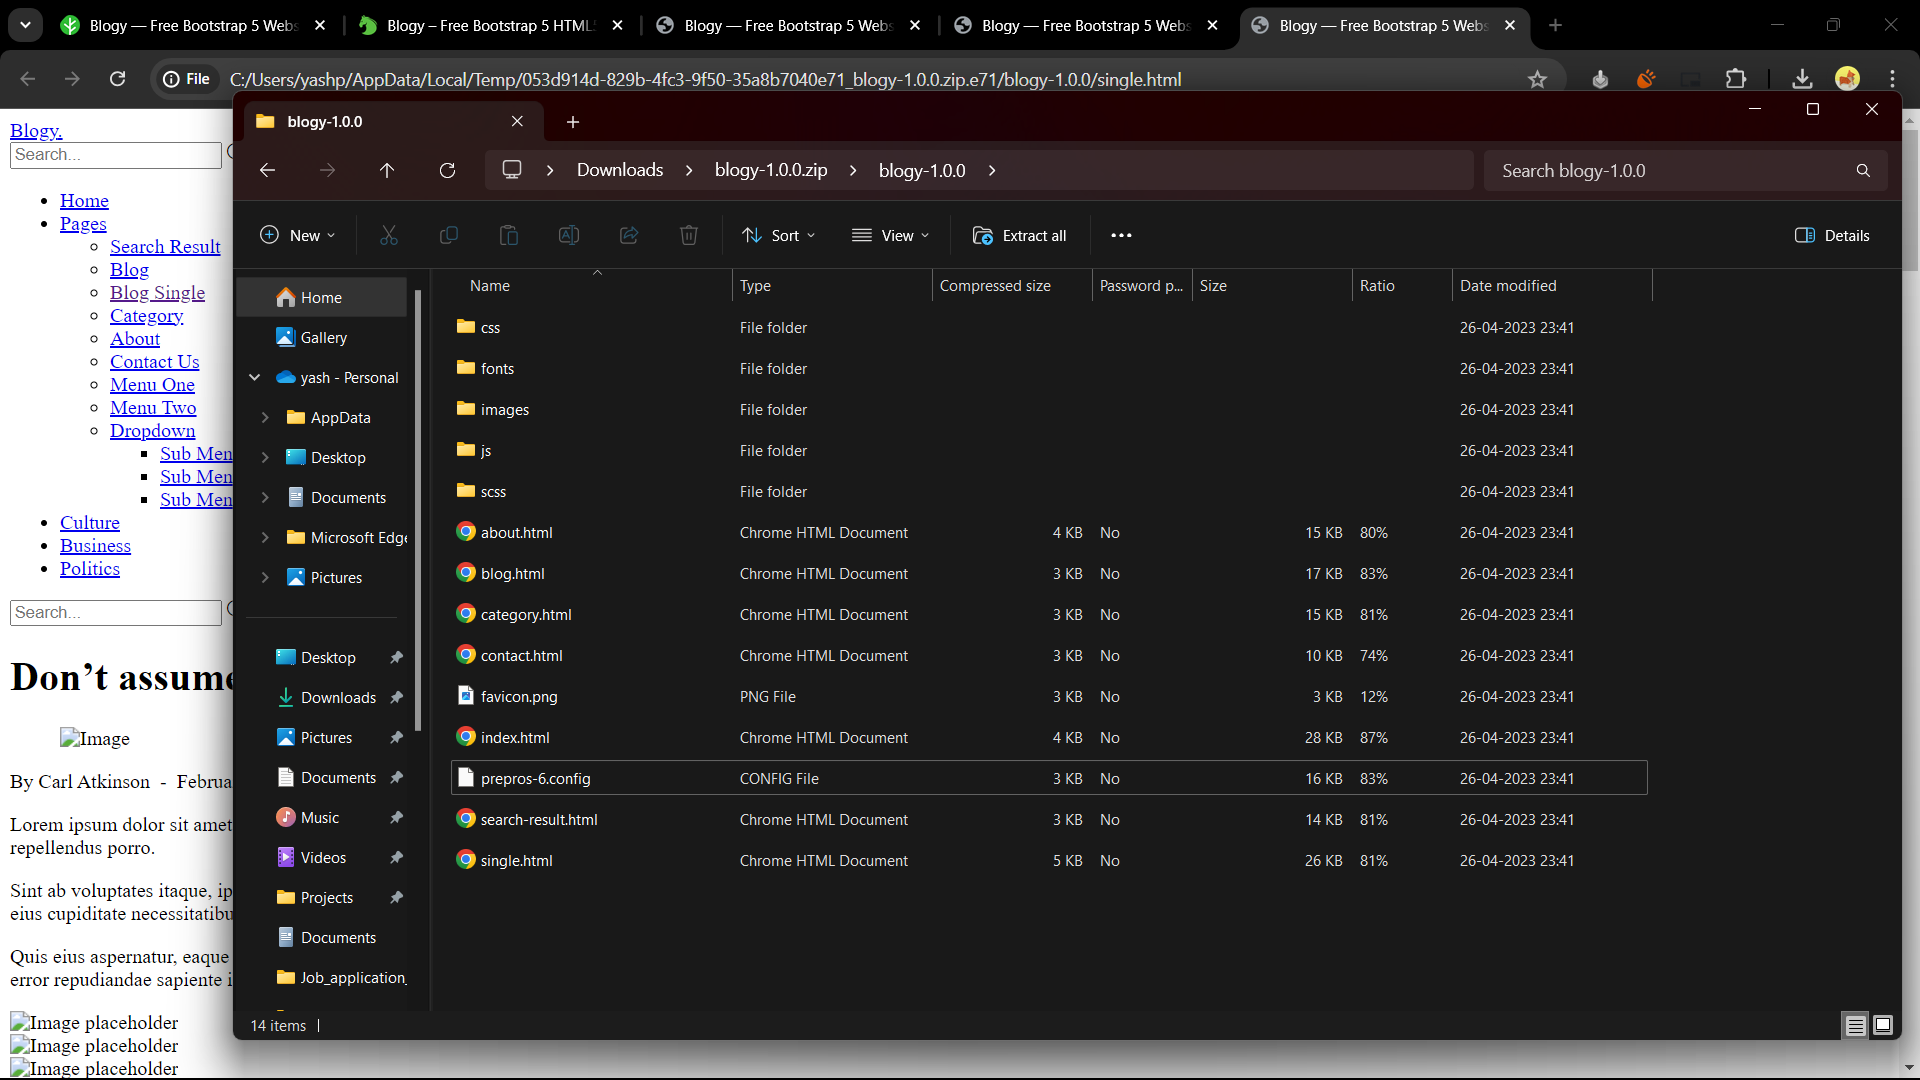 Blogy — Free Bootstrap 5 Webs
Blogy – Free Bootstrap 5 HTML
Blogy — Free Bootstrap 5 Webs
Blogy — Free Bootstrap 5 Webs
Blogy — Free Bootstrap 5 Webs
File
C:/Users/yashp/AppData/Local/Temp/053d914d-829b-4fc3-9f50-35a8b7040e71_blogy-1.0.0.zip.e71/blogy-1.0.0/single.html
Blogy.
Search...
Home
Pages
Search Result
Blog
Blog Single
Category
About
Contact Us
Menu One
Menu Two
Dropdown
Sub Men
Sub Men
Sub Men
Culture
Business
Politics
Search...
Don’t assume
Image
By Carl Atkinson - Februa
Lorem ipsum dolor sit amet
repellendus porro.
Sint ab voluptates itaque, ip
eius cupiditate necessitatibu
Quis eius aspernatur, eaque
error repudiandae sapiente i
Image placeholder
Image placeholder
Image placeholder
blogy-1.0.0
Downloads > blogy-1.0.0.zip > blogy-1.0.0 >
Search blogy-1.0.0
New Sort View Extract all ... Details
Home
Gallery
yash - Personal
AppData
Desktop
Documents
Microsoft Edge
Pictures
Desktop
Downloads
Pictures
Documents
Music
Videos
Projects
Documents
Job_application_
Name Type Compressed size Password p... Size Ratio Date modified
css File folder 26-04-2023 23:41
fonts File folder 26-04-2023 23:41
images File folder 26-04-2023 23:41
js File folder 26-04-2023 23:41
scss File folder 26-04-2023 23:41
about.html Chrome HTML Document 4 KB No 15 KB 80% 26-04-2023 23:41
blog.html Chrome HTML Document 3 KB No 17 KB 83% 26-04-2023 23:41
category.html Chrome HTML Document 3 KB No 15 KB 81% 26-04-2023 23:41
contact.html Chrome HTML Document 3 KB No 10 KB 74% 26-04-2023 23:41
favicon.png PNG File 3 KB No 3 KB 12% 26-04-2023 23:41
index.html Chrome HTML Document 4 KB No 28 KB 87% 26-04-2023 23:41
prepros-6.config CONFIG File 3 KB No 16 KB 83% 26-04-2023 23:41
search-result.html Chrome HTML Document 3 KB No 14 KB 81% 26-04-2023 23:41
single.html Chrome HTML Document 5 KB No 26 KB 81% 26-04-2023 23:41
14 items